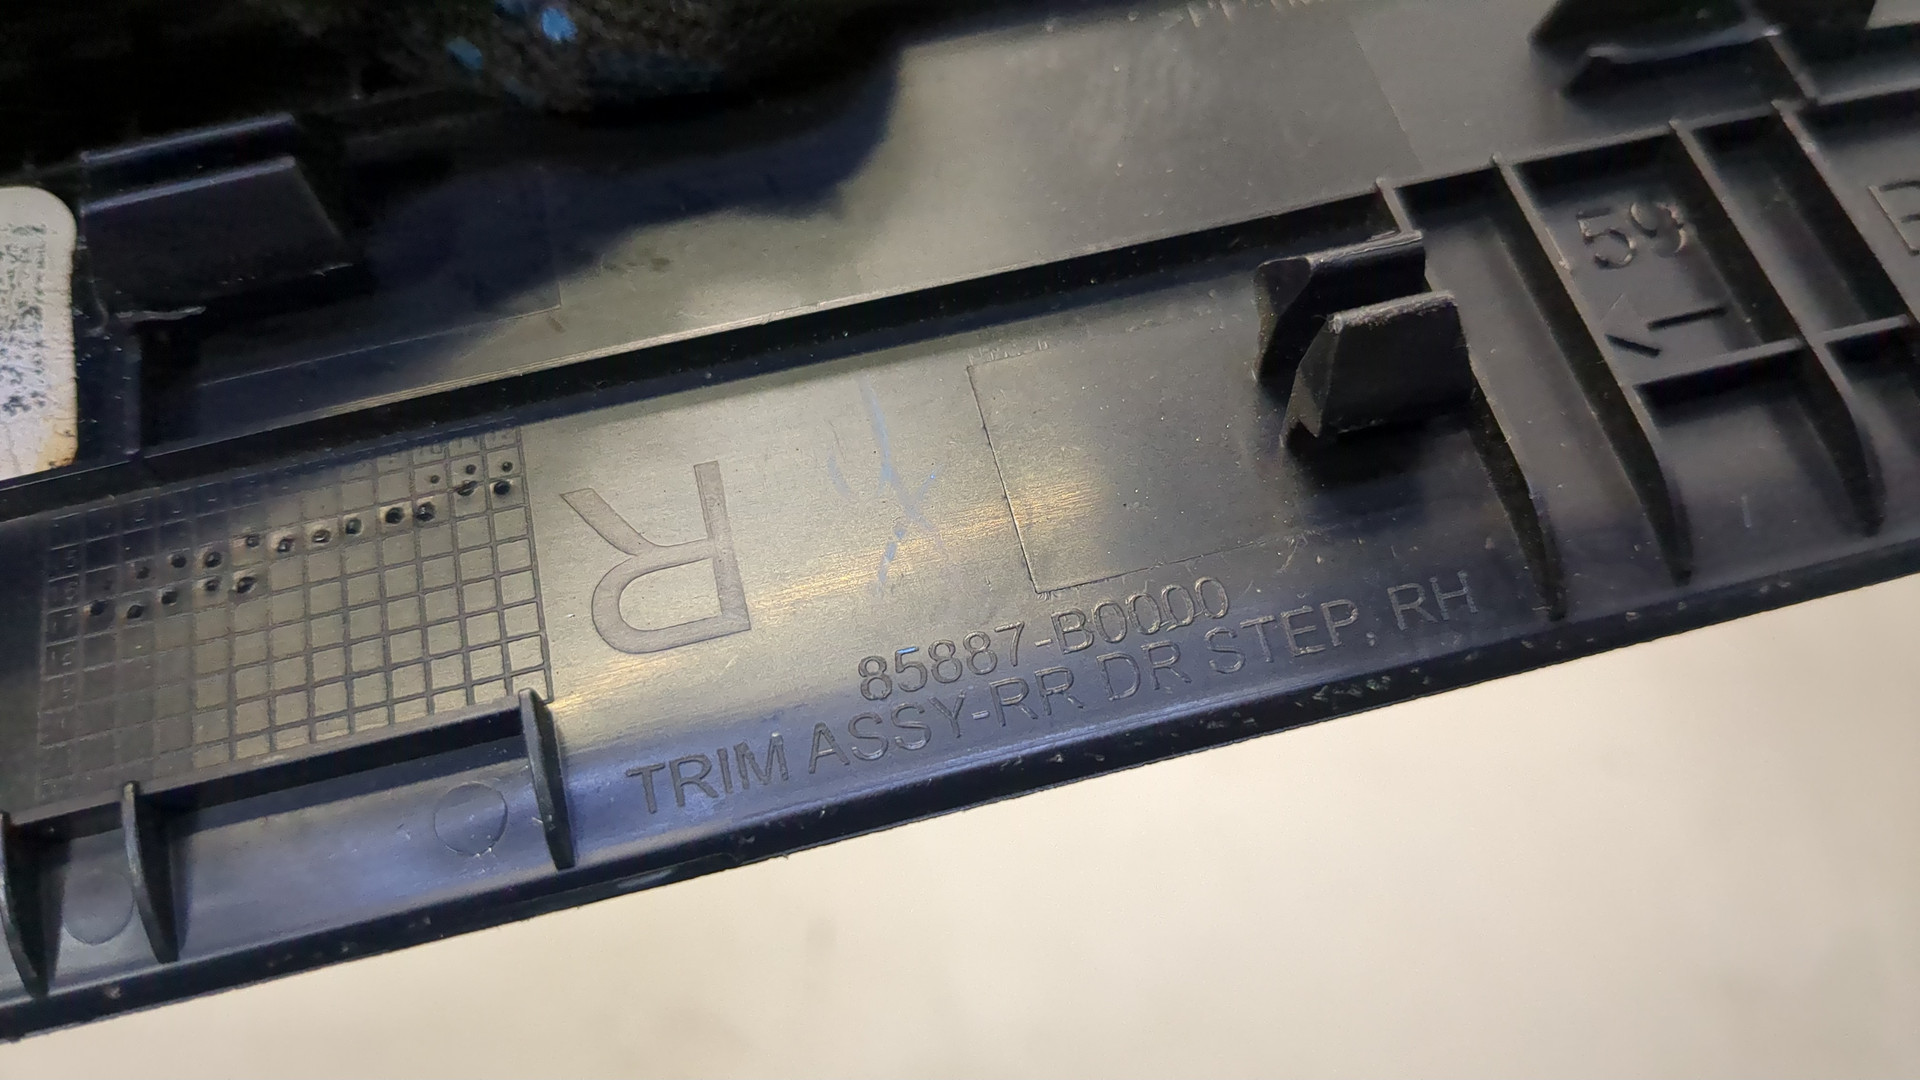 59
R
85887-B0000
TRIM ASSY-RR DR STEP, RH